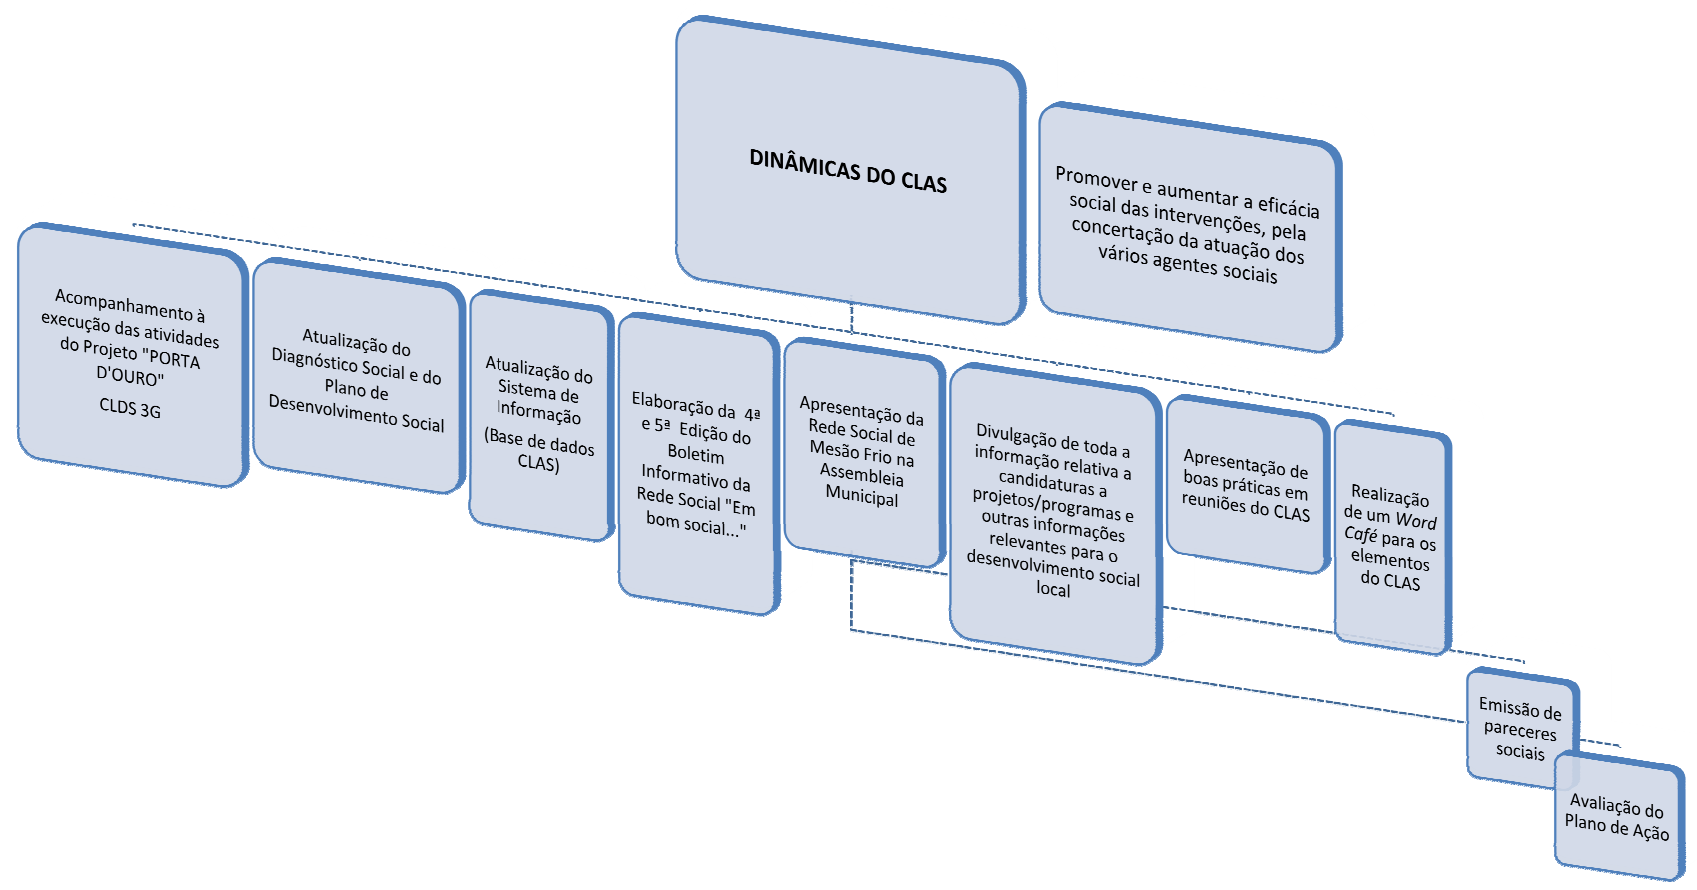 DINÂMICAS DO CLAS
Promover e aumentar a eficácia
social das intervenções, pela
concertação da atuação dos
vários agentes sociais
Acompanhamento à
execução das atividades
do Projeto "PORTA
D'OURO"
CLDS 3G
Atualização do
Diagnóstico Social e do
Plano de
Desenvolvimento Social
Atualização do
Sistema de
Informação
(Base de dados
CLAS)
Elaboração da 4ª
e 5ª Edição do
Boletim
Informativo da
Rede Social "Em
bom social..."
Apresentação da
Rede Social de
Mesão Frio na
Assembleia
Municipal
Divulgação de toda a
informação relativa a
candidaturas a
projetos/programas e
outras informações
relevantes para o
desenvolvimento social
local
Apresentação de
boas práticas em
reuniões do CLAS
Realização
de um Word
Café para os
elementos
do CLAS
Emissão de
pareceres
sociais
Avaliação do
Plano de Ação